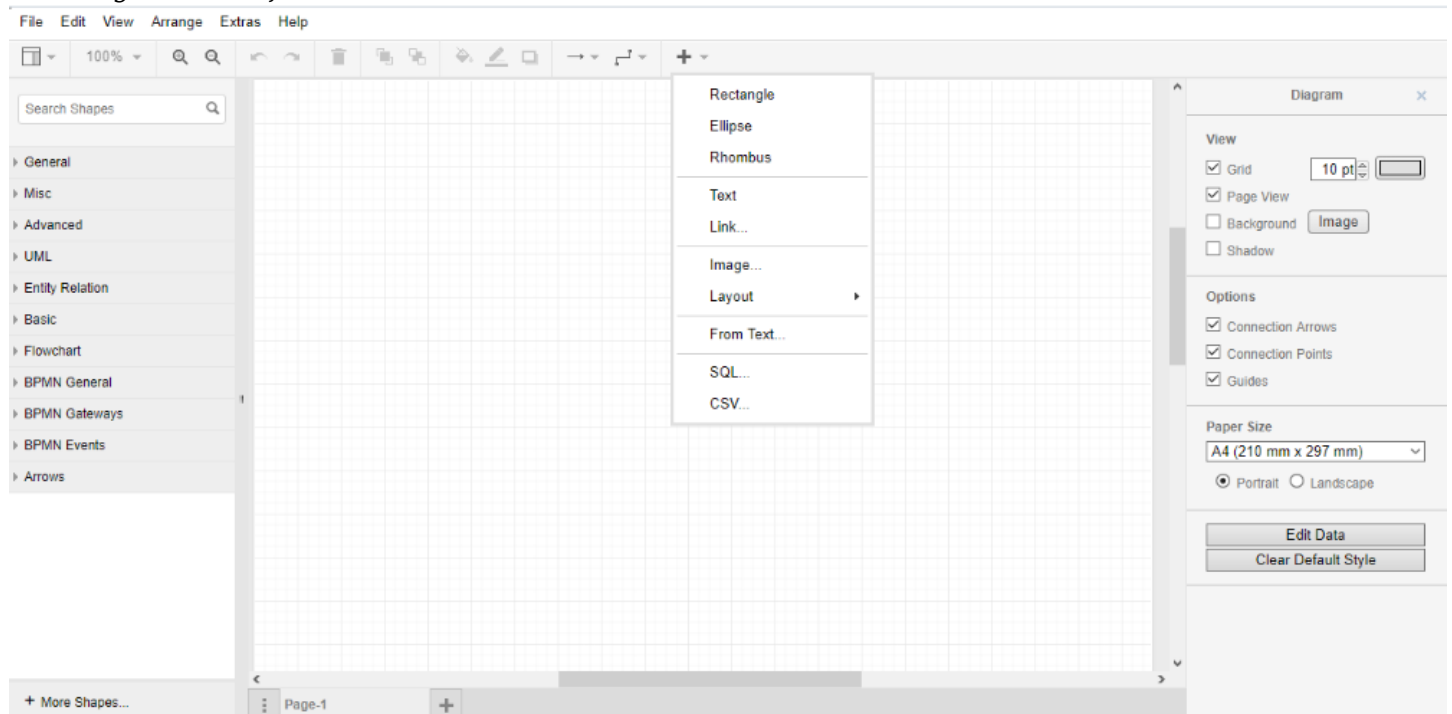 File Edit View Arrange Extras Help
100%
Search Shapes
General
Misc
Advanced
UML
Entity Relation
Basic
Flowchart
BPMN General
BPMN Gateways
BPMN Events
Arrows
+ More Shapes...
Rectangle
Ellipse
Rhombus
Text
Link...
Image...
Layout
From Text...
SQL...
CSV...
Page-1
Diagram
View
Grid 10 pt
Page View
Background Image
Shadow
Options
Connection Arrows
Connection Points
Guides
Paper Size
A4 (210 mm x 297 mm)
Portrait Landscape
Edit Data
Clear Default Style